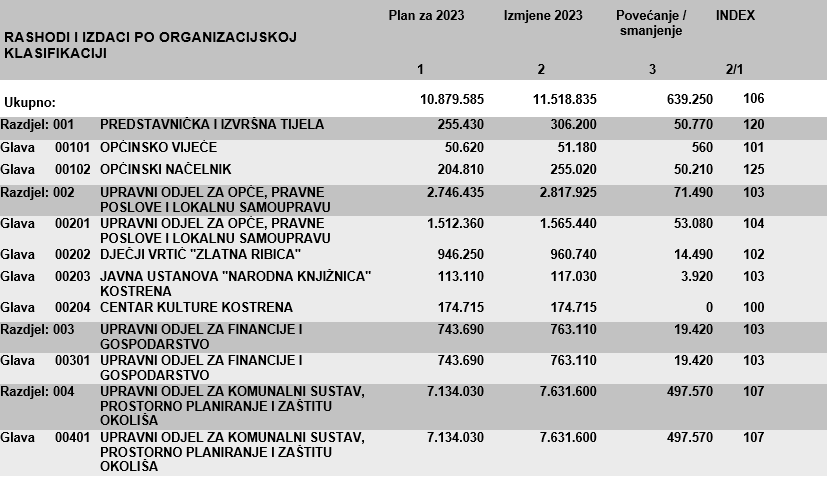 Plan za 2023 Izmjene 2023 Povećanje / INDEX
smanjenje
RASHODI I IZDACI PO ORGANIZACIJSKOJ
KLASIFIKACIJI
1 2 3 2/1
Ukupno: 10.879.585 11.518.835 639.250 106
Razdjel: 001 PREDSTAVNIČKA I IZVRŠNA TIJELA 255.430 306.200 50.770 120
Glava 00101 OPĆINSKO VIJEĆE 50.620 51.180 560 101
Glava 00102 OPĆINSKI NAČELNIK 204.810 255.020 50.210 125
Razdjel: 002 UPRAVNI ODJEL ZA OPĆE, PRAVNE 2.746.435 2.817.925 71.490 103
POSLOVE I LOKALNU SAMOUPRAVU
Glava 00201 UPRAVNI ODJEL ZA OPĆE, PRAVNE 1.512.360 1.565.440 53.080 104
POSLOVE I LOKALNU SAMOUPRAVU
Glava 00202 DJEČJI VRTIĆ "ZLATNA RIBICA" 946.250 960.740 14.490 102
Glava 00203 JAVNA USTANOVA "NARODNA KNJIŽNICA" 113.110 117.030 3.920 103
KOSTRENA
Glava 00204 CENTAR KULTURE KOSTRENA 174.715 174.715 0 100
Razdjel: 003 UPRAVNI ODJEL ZA FINANCIJE I 743.690 763.110 19.420 103
GOSPODARSTVO
Glava 00301 UPRAVNI ODJEL ZA FINANCIJE I 743.690 763.110 19.420 103
GOSPODARSTVO
Razdjel: 004 UPRAVNI ODJEL ZA KOMUNALNI SUSTAV, 7.134.030 7.631.600 497.570 107
PROSTORNO PLANIRANJE I ZAŠTITU
OKOLIŠA
Glava 00401 UPRAVNI ODJEL ZA KOMUNALNI SUSTAV, 7.134.030 7.631.600 497.570 107
PROSTORNO PLANIRANJE I ZAŠTITU
OKOLIŠA